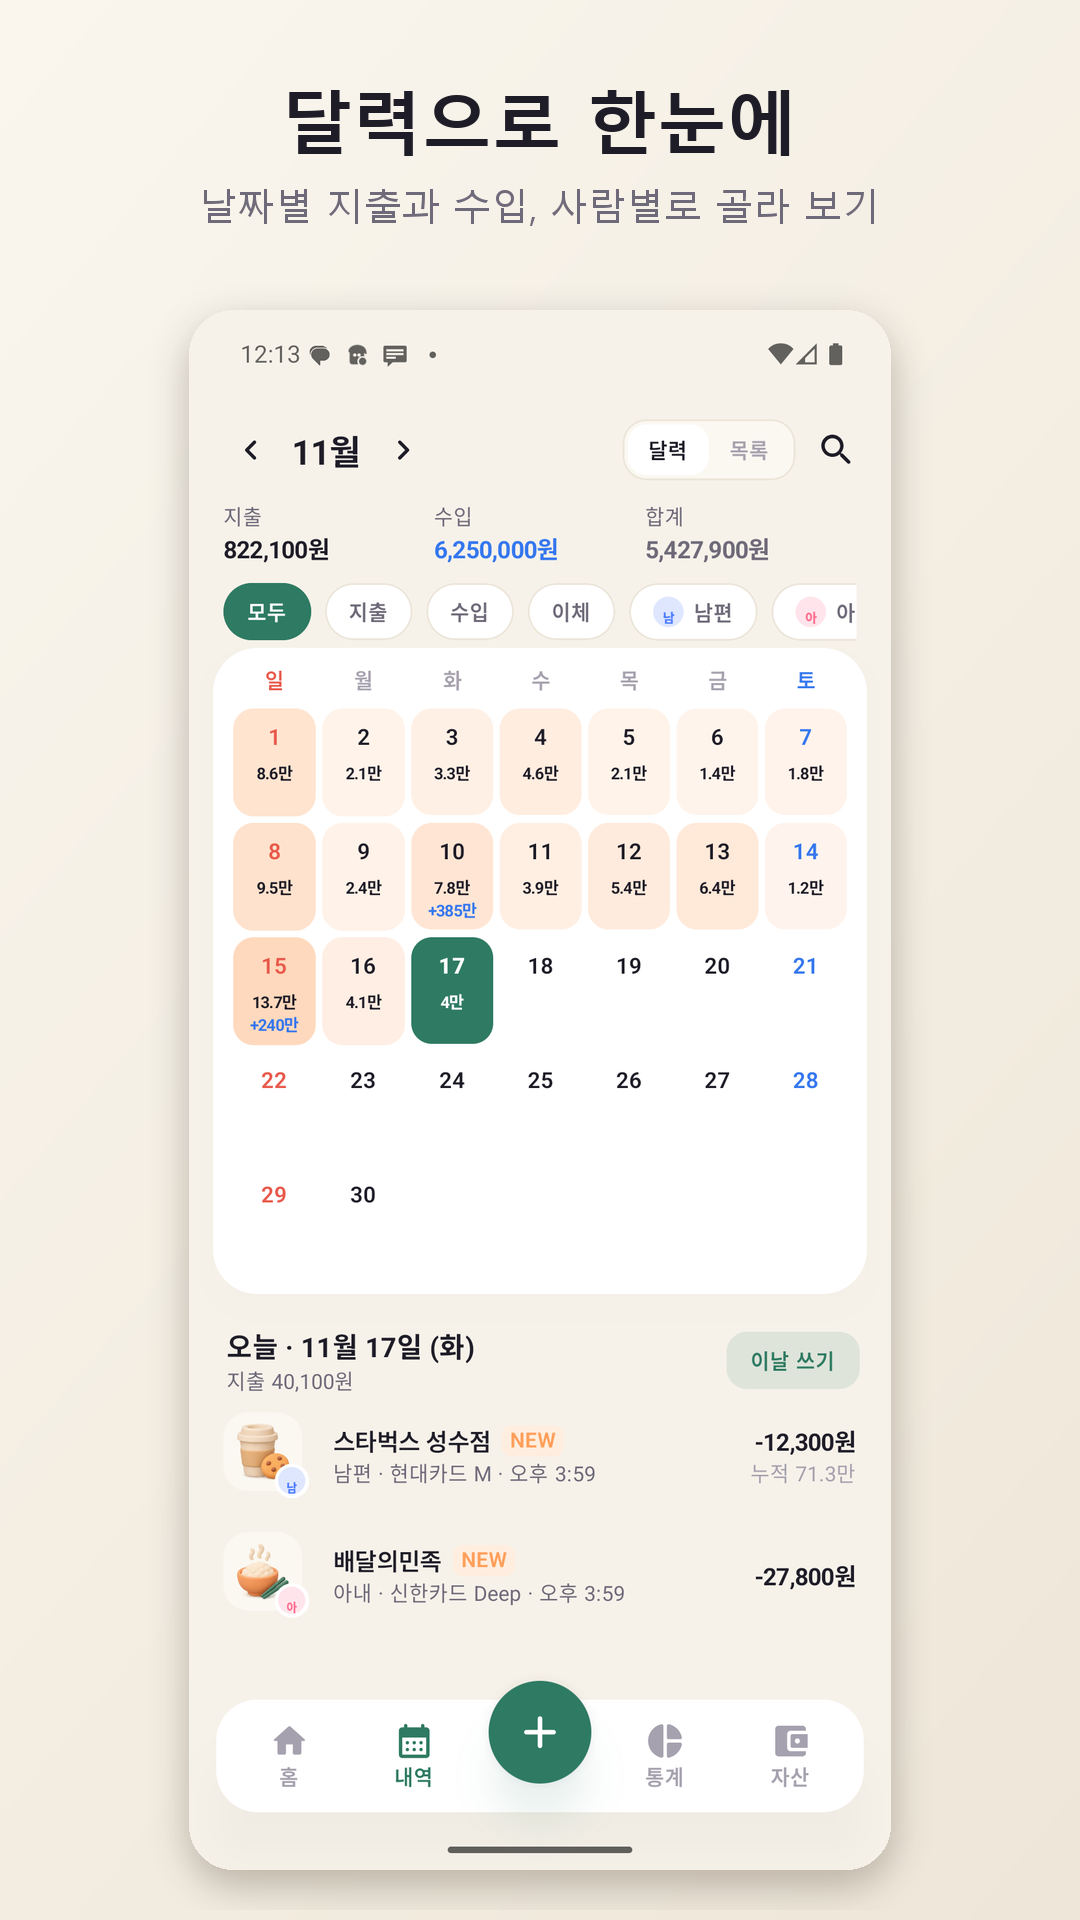 달력으로 한눈에
날짜별 지출과 수입, 사람별로 골라 보기
12:13
11월
달력 목록
지출 수입 합계
822,100원 6,250,000원 5,427,900원
모두 지출 수입 이체 남 남편 아 아
일 월 화 수 목 금 토
1 2 3 4 5 6 7
8.6만 2.1만 3.3만 4.6만 2.1만 1.4만 1.8만
8 9 10 11 12 13 14
9.5만 2.4만 7.8만 3.9만 5.4만 6.4만 1.2만
+385만
15 16 17 18 19 20 21
13.7만 4.1만 4만
+240만
22 23 24 25 26 27 28
29 30
오늘 · 11월 17일 (화)
지출 40,100원
이날 쓰기
스타벅스 성수점 NEW -12,300원
남 남편 · 현대카드 M · 오후 3:59 누적 71.3만
배달의민족 NEW -27,800원
아 아내 · 신한카드 Deep · 오후 3:59
홈 내역 통계 자산